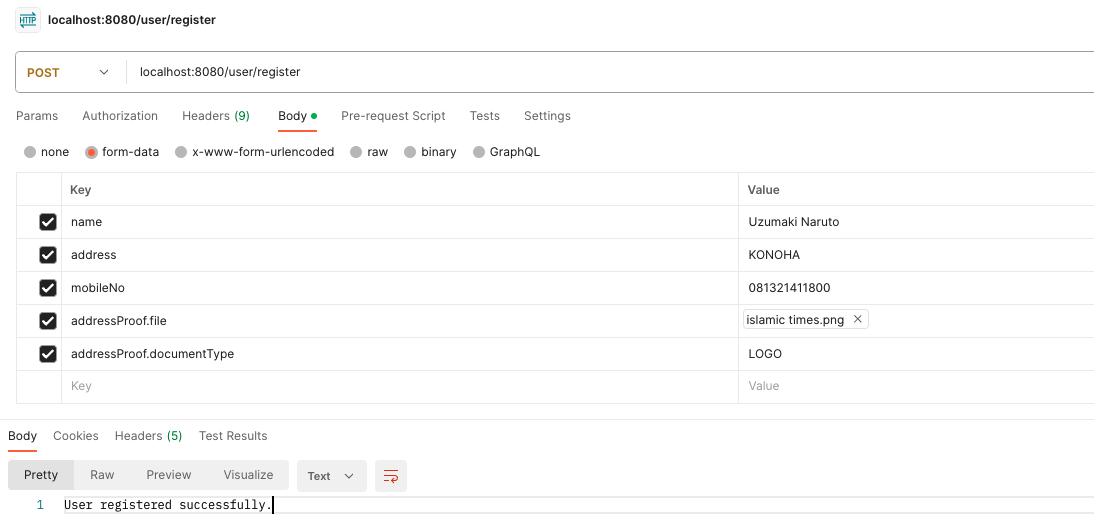 HTTP localhost:8080/user/register
POST localhost:8080/user/register
Params Authorization Headers (9) Body Pre-request Script Tests Settings
none form-data x-www-form-urlencoded raw binary GraphQL
Key Value
name Uzumaki Naruto
address KONOHA
mobileNo 081321411800
addressProof.file islamic times.png
addressProof.documentType LOGO
Key Value
Body Cookies Headers (5) Test Results
Pretty Raw Preview Visualize Text
1 User registered successfully.